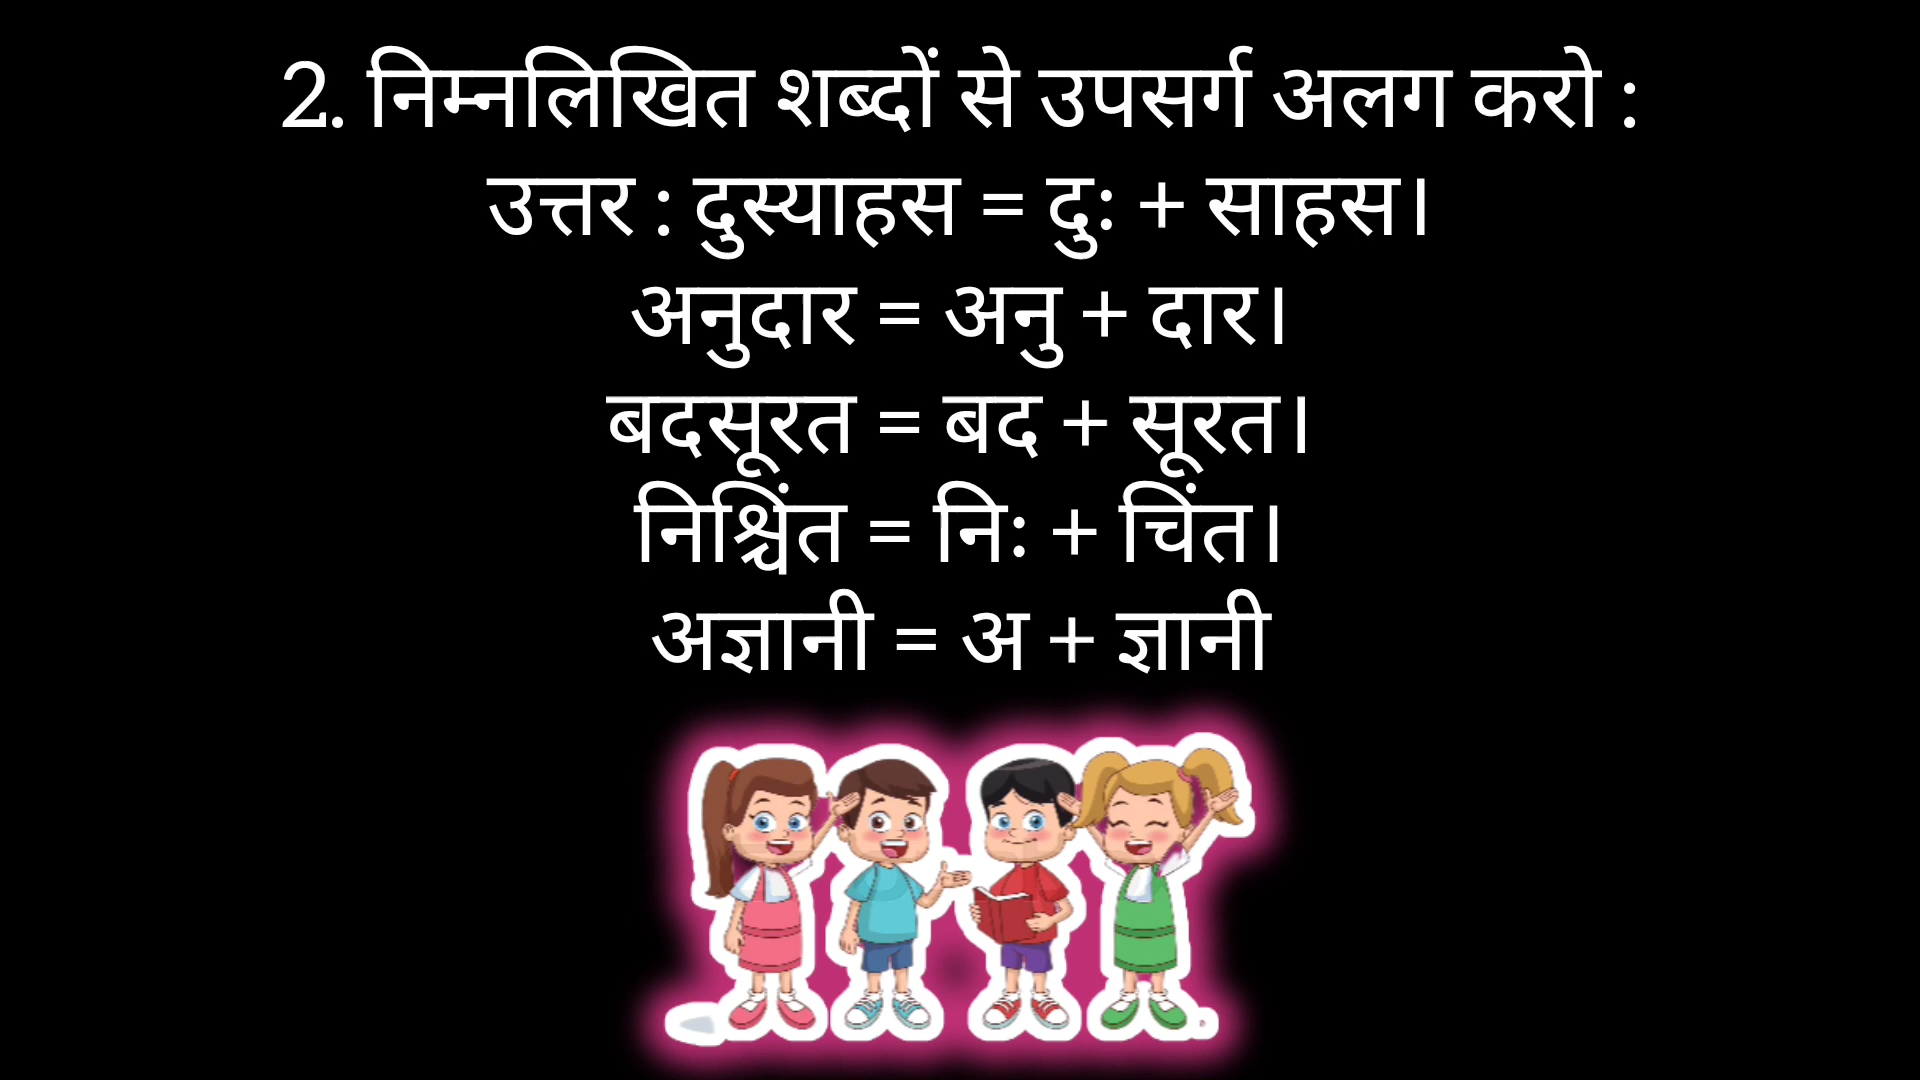 2. निम्नलिखित शब्दों से उपसर्ग अलग करो :
उत्तर : दुस्याहस = दुः + साहस।
अनुदार = अनु + दार।
बदसूरत = बद + सूरत।
निश्चिंत = निः + चिंत।
अज्ञानी = अ + ज्ञानी